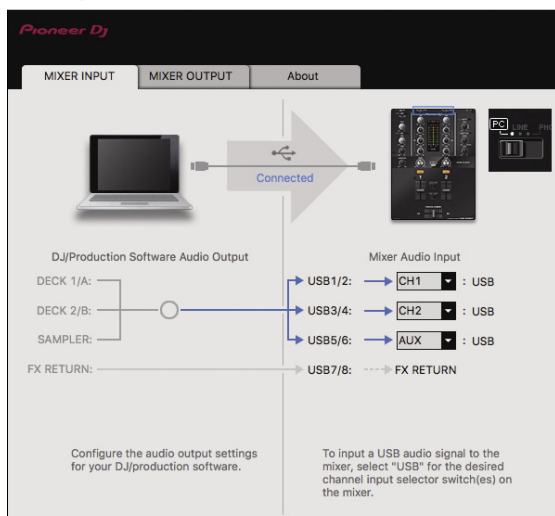 Pioneer Dj
MIXER INPUT MIXER OUTPUT About
PC LINE PHO
Connected
DJ/Production Software Audio Output Mixer Audio Input
DECK 1/A: USB1/2: CH1 : USB
DECK 2/B: USB3/4: CH2 : USB
SAMPLER: USB5/6: AUX : USB
FX RETURN: USB7/8: FX RETURN
Configure the audio output settings
for your DJ/production software.
To input a USB audio signal to the
mixer, select "USB" for the desired
channel input selector switch(es) on
the mixer.